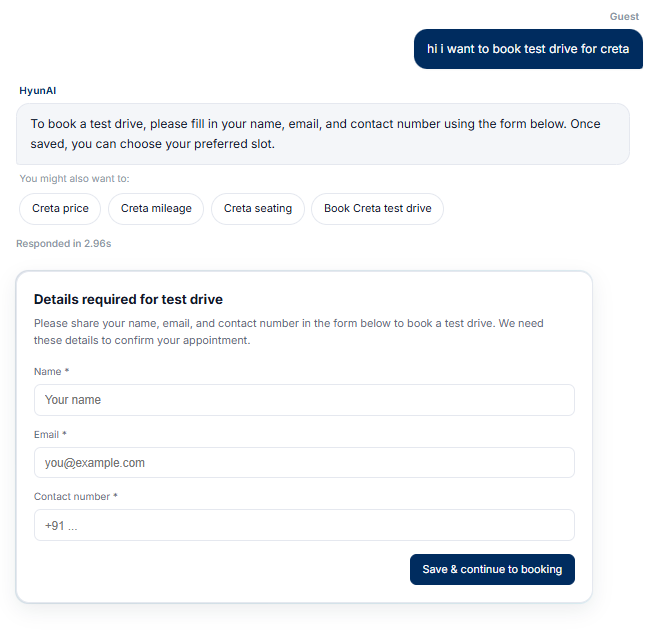 Guest
hi i want to book test drive for creta
HyunAI
To book a test drive, please fill in your name, email, and contact number using the form below. Once
saved, you can choose your preferred slot.
You might also want to:
Creta price Creta mileage Creta seating Book Creta test drive
Responded in 2.96s
Details required for test drive
Please share your name, email, and contact number in the form below to book a test drive. We need
these details to confirm your appointment.
Name *
Your name
Email *
you@example.com
Contact number *
+91 ...
Save & continue to booking